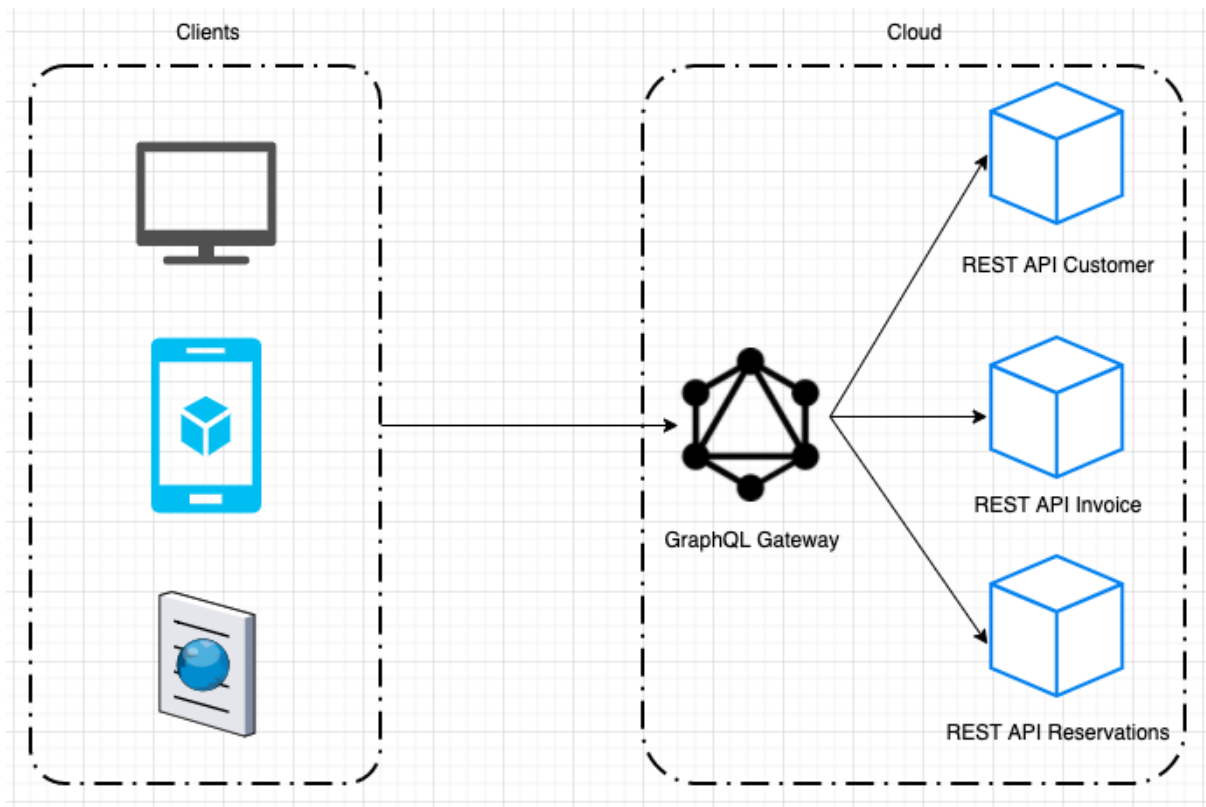 Clients
Cloud
REST API Customer
REST API Invoice
GraphQL Gateway
REST API Reservations